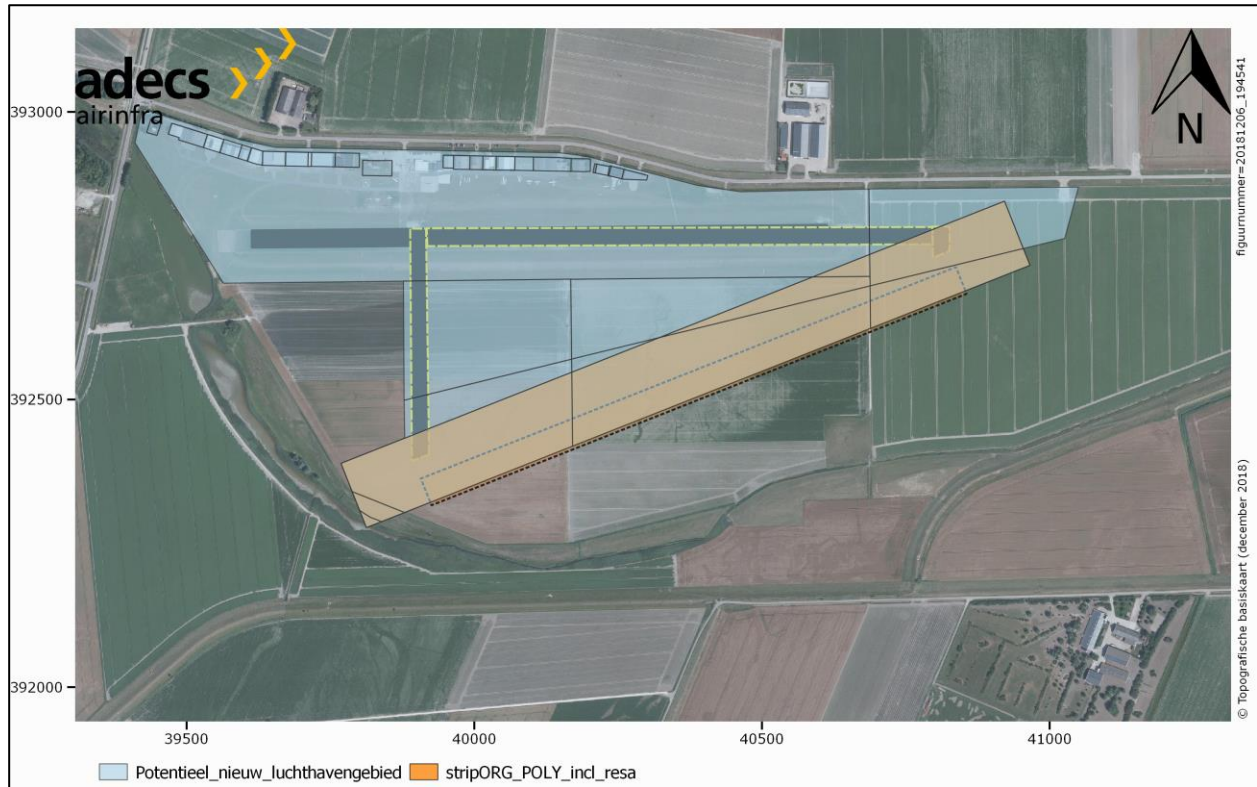 adecs
airinfra
N
figuurnummer=20181206_194541
393000
392500
392000
© Topografische basiskaart (december 2018)
39500 40000 40500 41000
Potentieel_nieuw_luchthavengebied stripORG_POLY_incl_resa